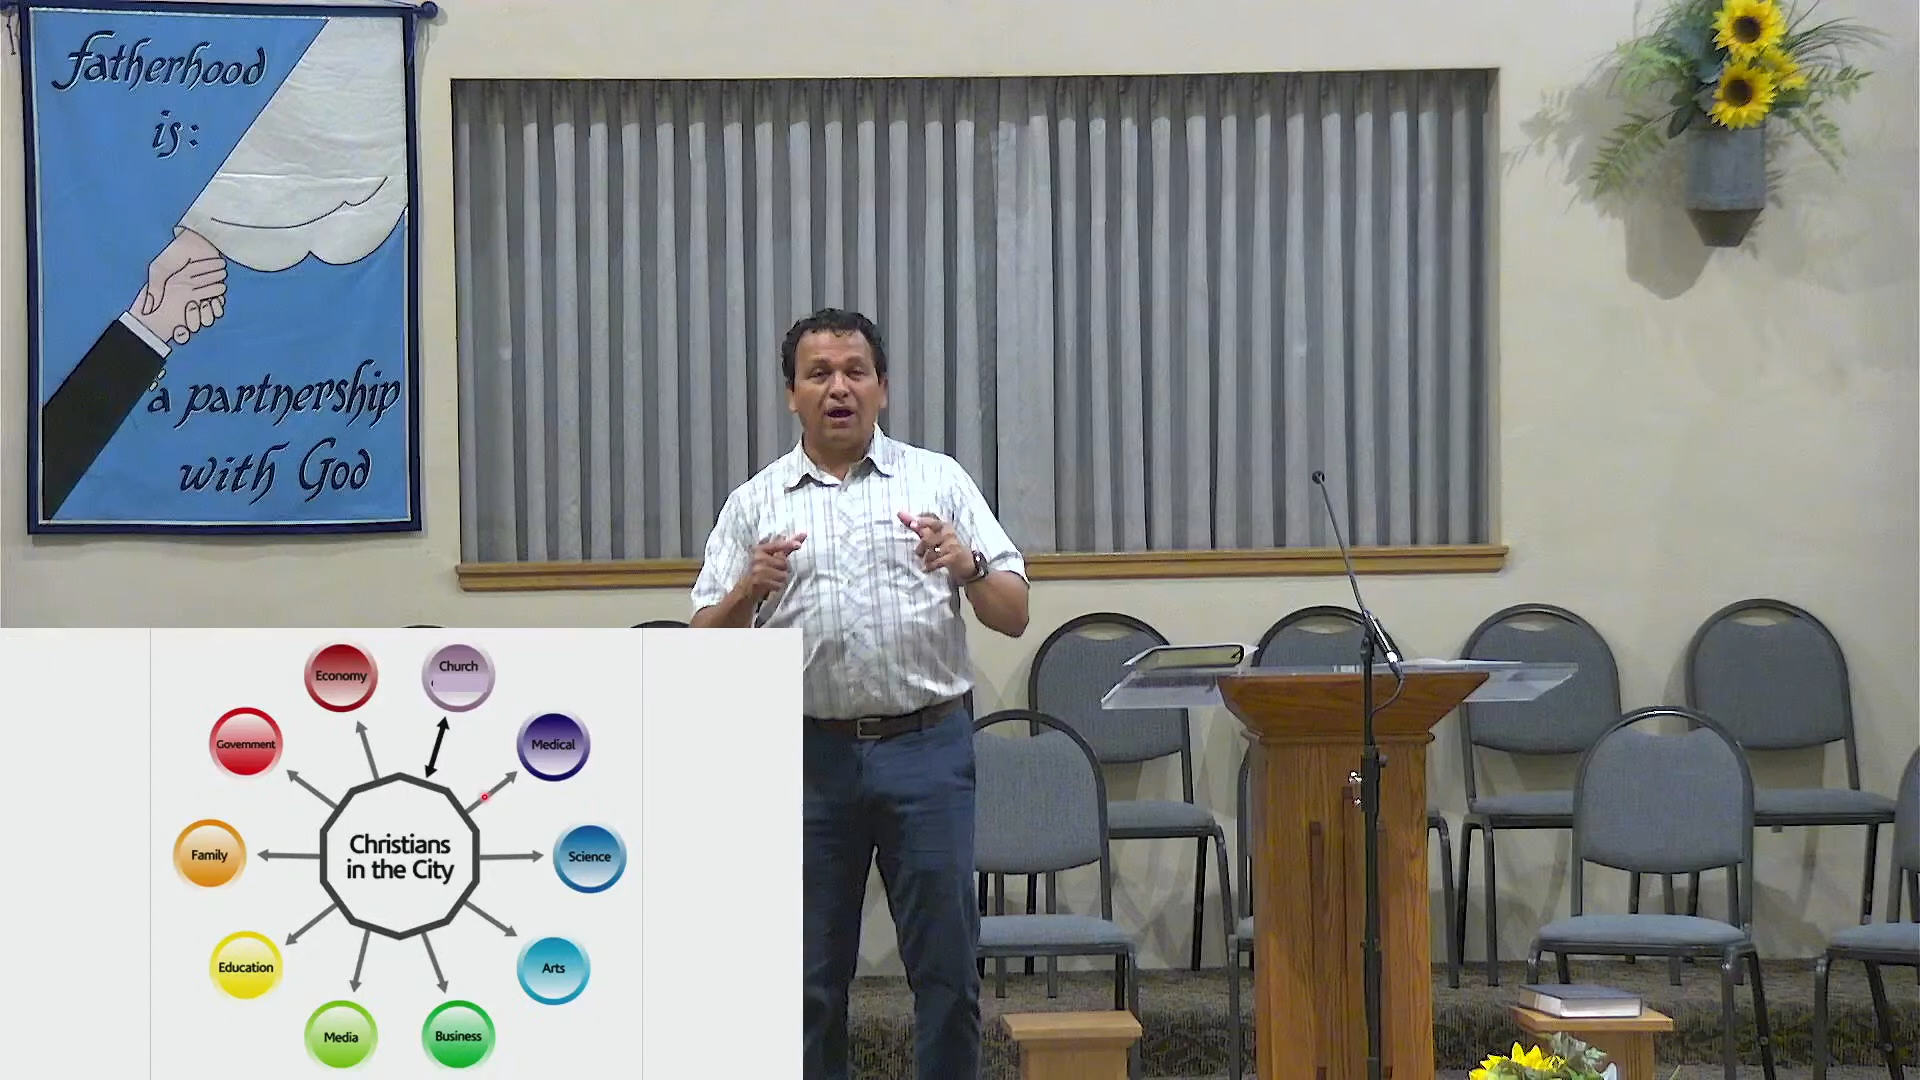 fatherhood
is:
a partnership
with God
Economy
Church
Medical
Government
Family
Science
Christians
in the City
Education
Arts
Media
Business